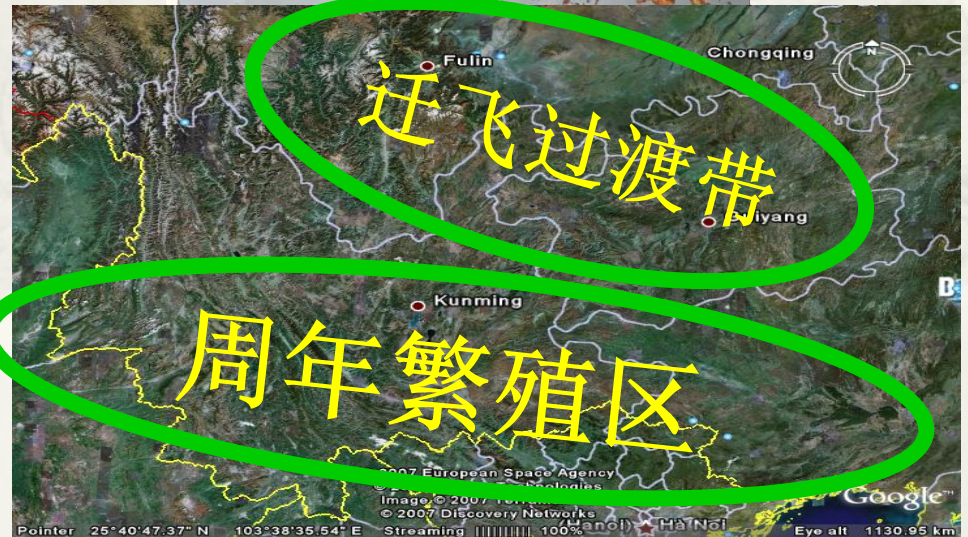 Fulin
Chongqing
N
迁飞过渡带
Guiyang
B
Kunming
周年繁殖区
2007 European Space Agency
Image © 2007
© 2007 Discovery Networks
Google™
(Hanoi) Hà Nội
Pointer 25°40'47.37" N 103°38'35.54" E Streaming |||||||||| 100% Eye alt 1130.95 km